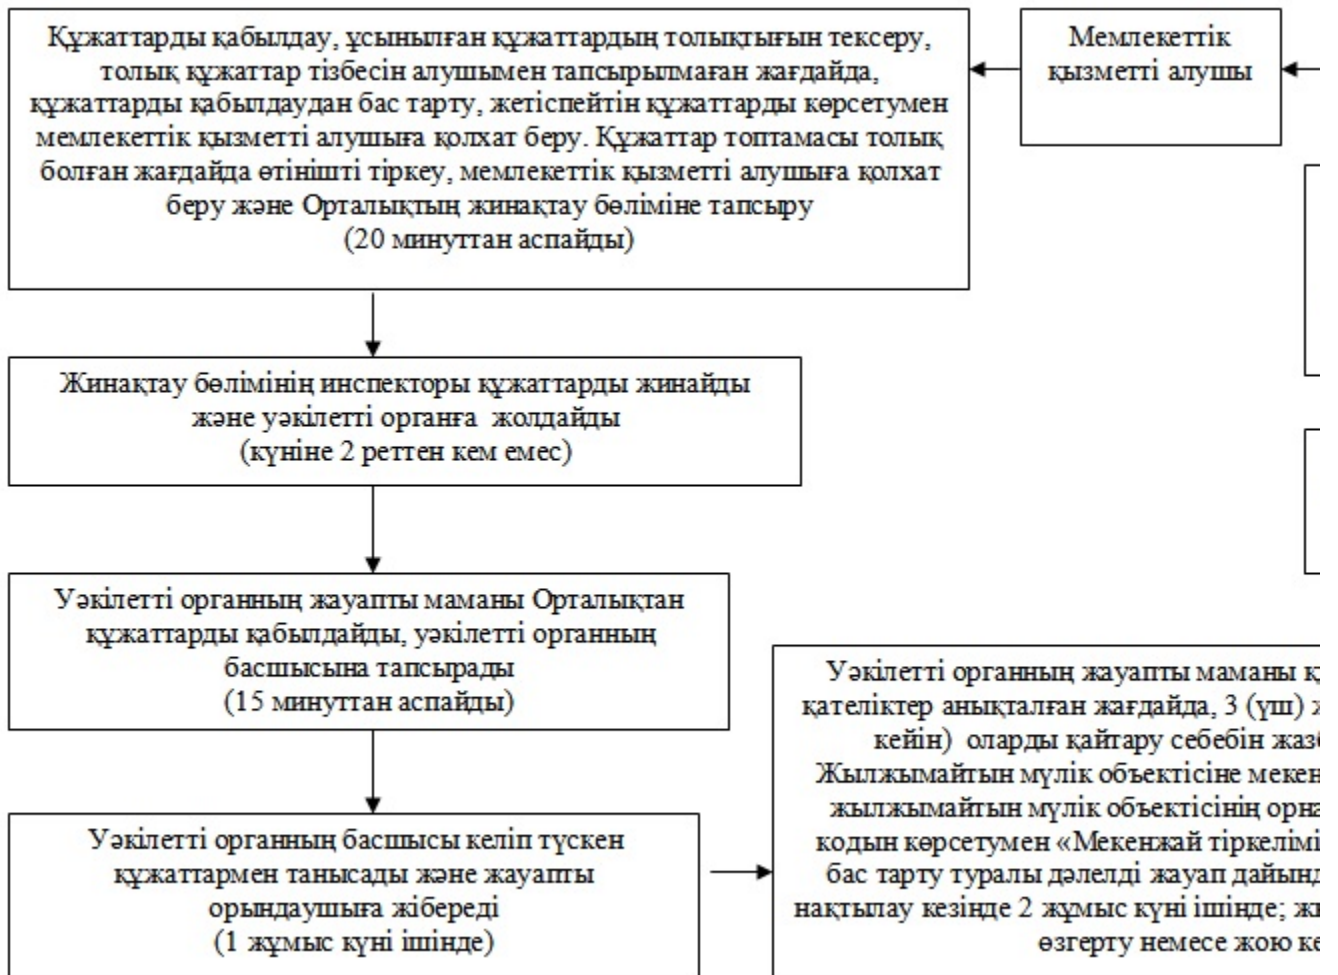 Құжаттарды қабылдау, ұсынылған құжаттардың толықтығын тексеру,
толық құжаттар тізбесін алушымен тапсырылмаған жағдайда,
құжаттарды қабылдаудан бас тарту, жетіспейтін құжаттарды көрсетумен
мемлекеттік қызметті алушыға қолхат беру. Құжаттар топтамасы толық
болған жағдайда өтінішті тіркеу, мемлекеттік қызметті алушыға қолхат
беру және Орталықтың жинақтау бөліміне тапсыру
(20 минуттан аспайды)
Мемлекеттік
қызметті алушы
Жинақтау бөлімінің инспекторы құжаттарды жинайды
және уәкілетті органға жолдайды
(күніне 2 реттен кем емес)
Уәкілетті органның жауапты маманы Орталықтан
құжаттарды қабылдайды, уәкілетті органның
басшысына тапсырады
(15 минуттан аспайды)
Уәкілетті органның басшысы келіп түскен
құжаттармен танысады және жауапты
орындаушыға жібереді
(1 жұмыс күні ішінде)
Уәкілетті органның жауапты маманы
қателіктер анықталған жағдайда, 3 (үш)
кейін) оларды қайтару себебін
Жылжымайтын мүлік объектісіне
жылжымайтын мүлік объектісінің
кодын көрсетумен «Мекенжай
бас тарту туралы дәлелді жауап
нақтылау кезінде 2 жұмыс күні ішінде;
өзгерту немесе жою